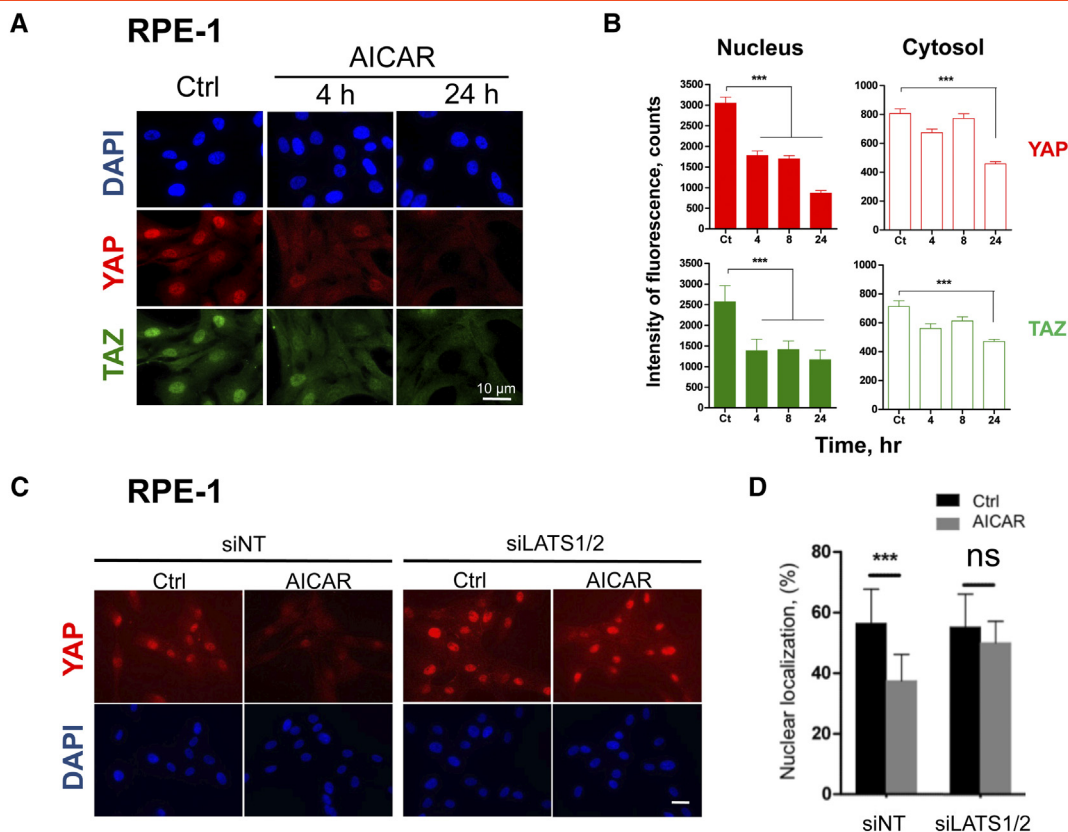 A
RPE-1
AICAR
Ctrl
4 h
24 h
DAPI
YAP
TAZ
10 µm
B
Nucleus
Cytosol
Intensity of fluorescence, counts
3500
3000
2500
2000
1500
1000
500
0
***
Ct 4 8 24
1000
800
600
400
200
0
***
Ct 4 8 24
YAP
3500
3000
2500
2000
1500
1000
500
0
***
Ct 4 8 24
1000
800
600
400
200
0
***
Ct 4 8 24
TAZ
Time, hr
C
RPE-1
siNT
siLATS1/2
Ctrl
AICAR
Ctrl
AICAR
YAP
DAPI
D
Ctrl
AICAR
Nuclear localization, (%)
80
60
40
20
0
***
ns
siNT
siLATS1/2